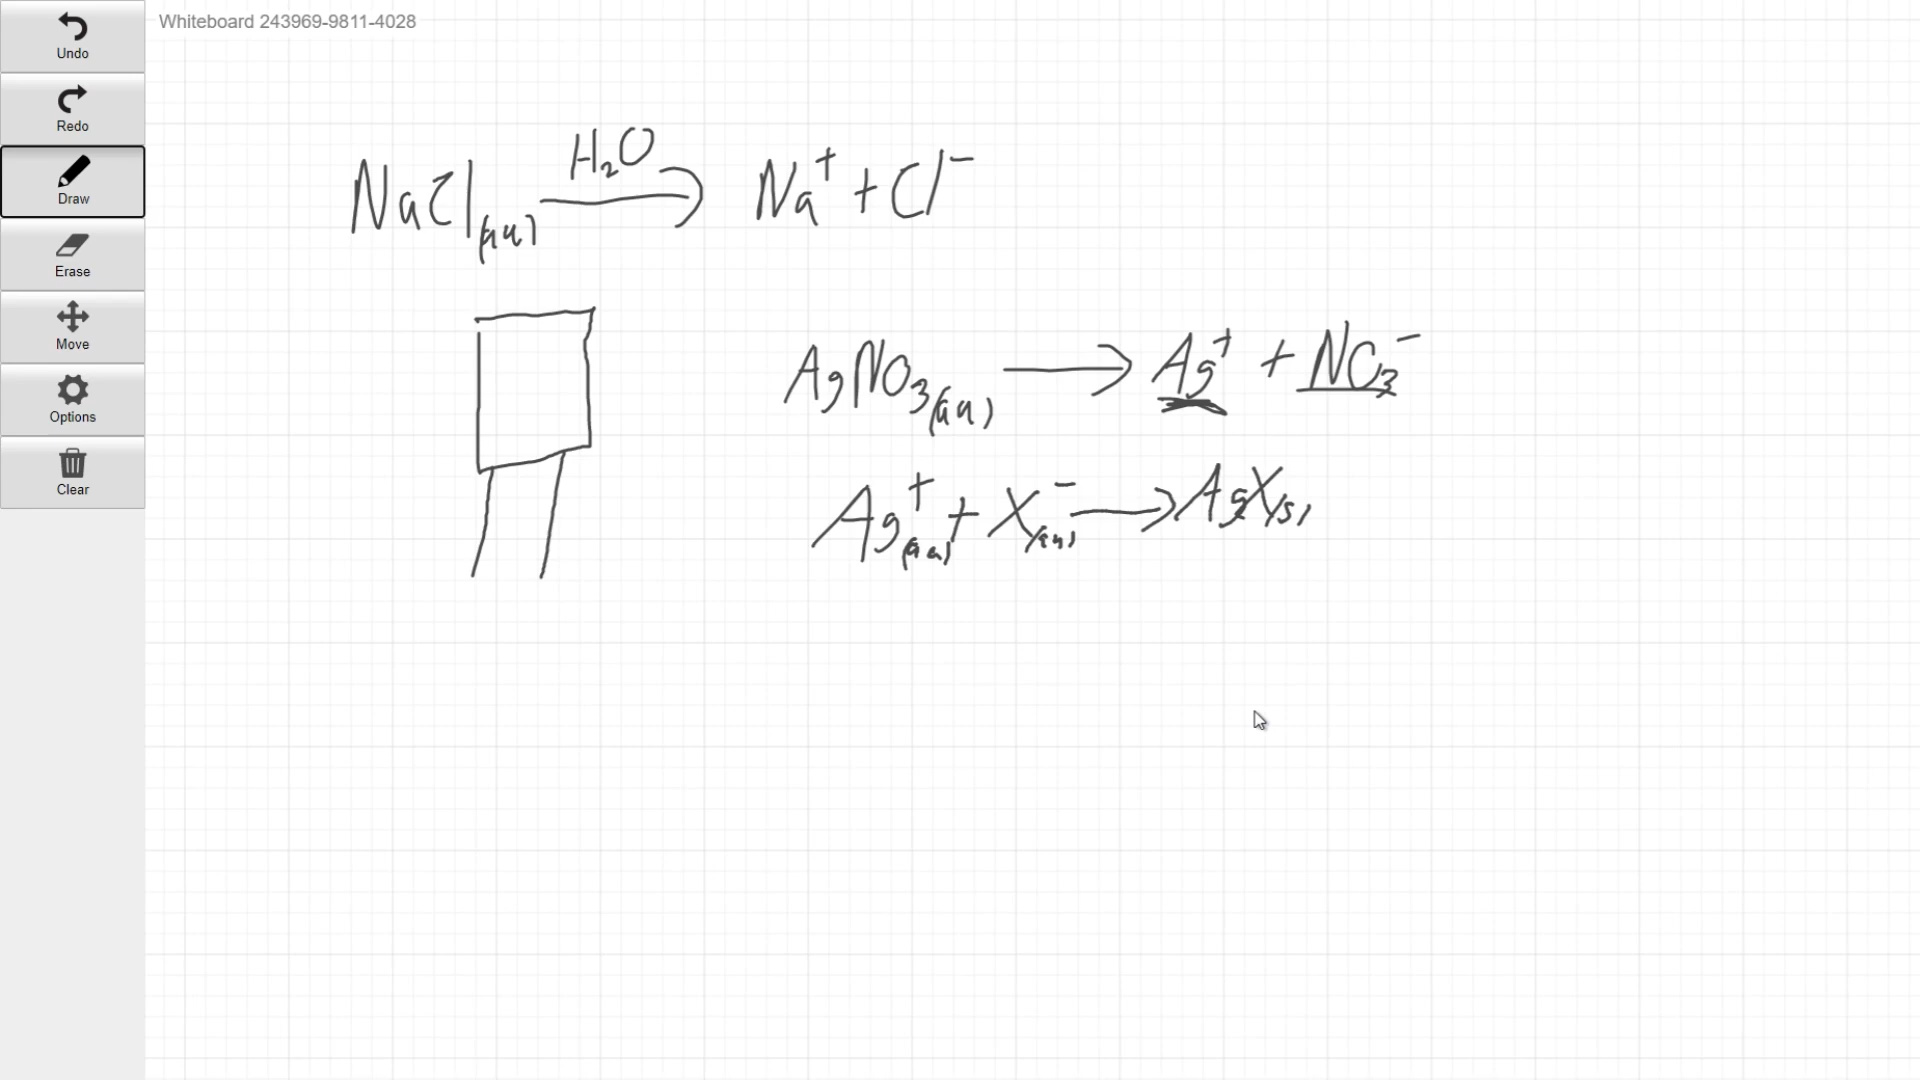 Whiteboard 243969-9811-4028
Undo
Redo
Draw
Erase
Move
Options
Clear
NaCl(aq) H₂O → Na⁺ + Cl⁻
AgNO₃(aq) → Ag⁺ + NO₃⁻
Ag⁺(aq) + X⁻(aq) → AgX(s)